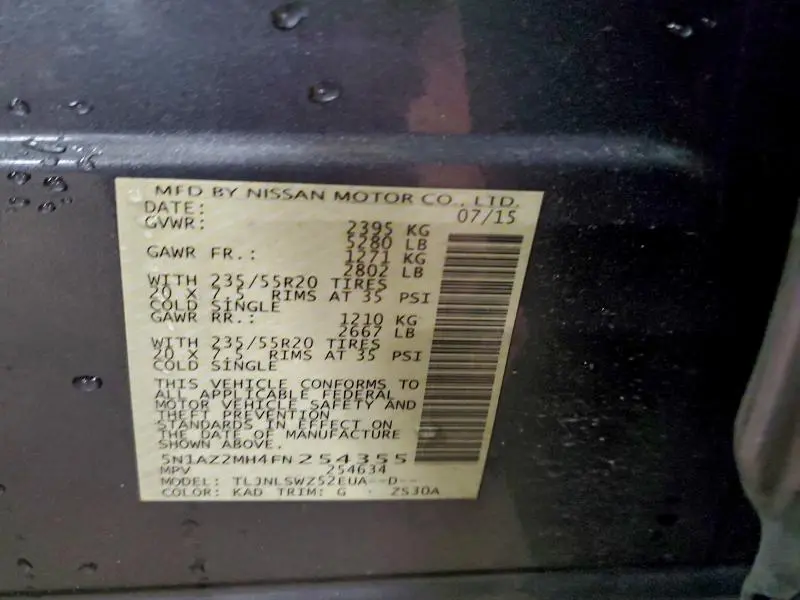 MFD BY NISSAN MOTOR CO., LTD.
DATE: 07/15
GVWR: 2395 KG
5280 LB
GAWR FR.: 1271 KG
2802 LB
WITH 235/55R20 TIRES
20 X 7.5 RIMS AT 35 PSI
COLD SINGLE
GAWR RR.: 1210 KG
2667 LB
WITH 235/55R20 TIRES
20 X 7.5 RIMS AT 35 PSI
COLD SINGLE
THIS VEHICLE CONFORMS TO
ALL APPLICABLE FEDERAL
MOTOR VEHICLE SAFETY AND
THEFT PREVENTION
STANDARDS IN EFFECT ON
THE DATE OF MANUFACTURE
SHOWN ABOVE.
5N1AZ2MH4FN254355
MPV 254634
MODEL: TLJNLSWZ52EUA--D--
COLOR: KAD TRIM: G - ZS30A